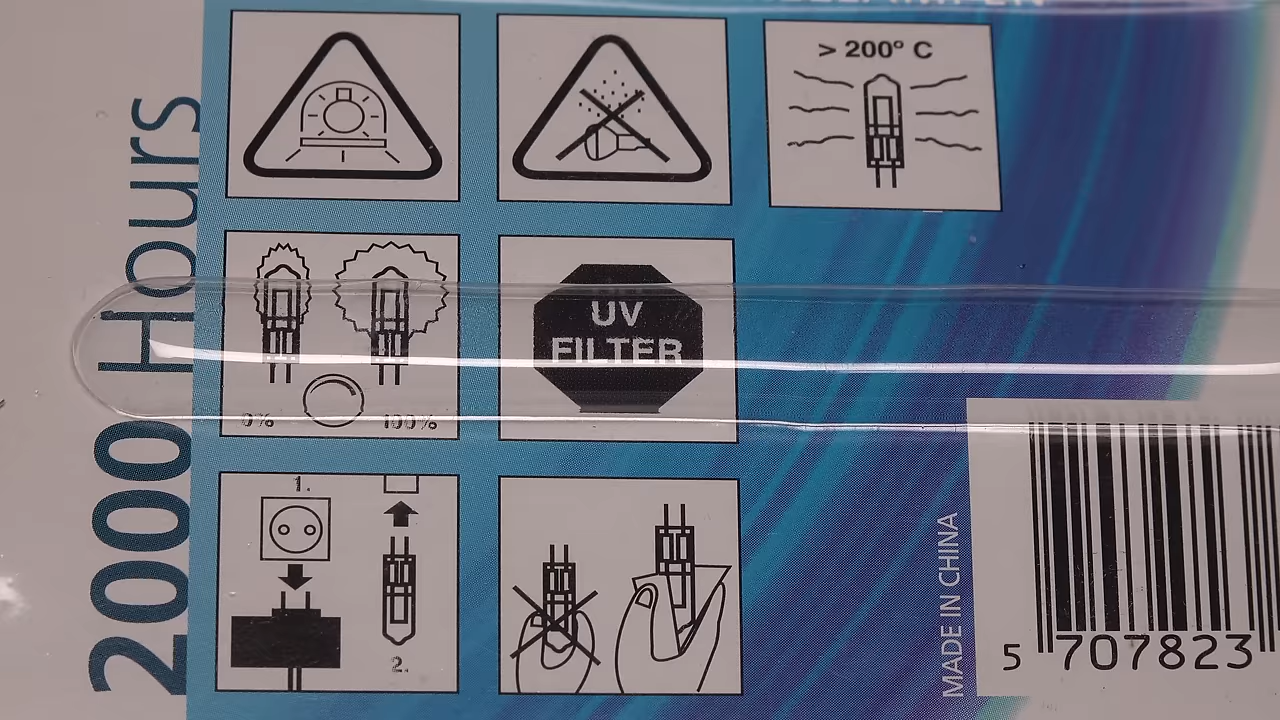 > 200° C
2000 Hours
0%
100%
UV
FILTER
1.
2.
MADE IN CHINA
5 707823